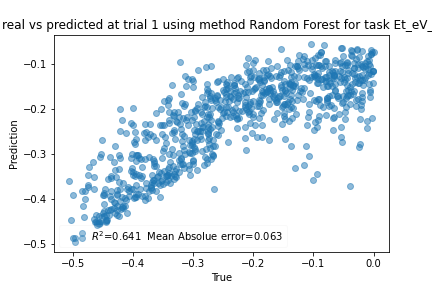 real vs predicted at trial 1 using method Random Forest for task Et_eV_
−0.1
−0.2
−0.3
−0.4
−0.5
Prediction
R²=0.641 Mean Absolue error=0.063
−0.5 −0.4 −0.3 −0.2 −0.1 0.0
True